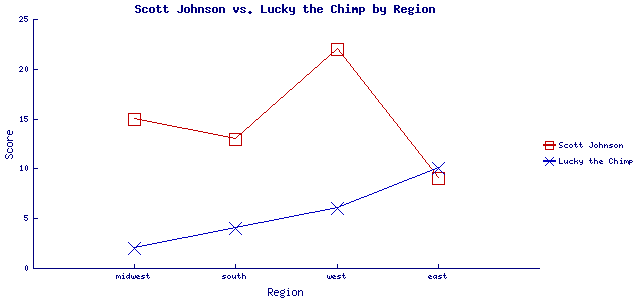 Scott Johnson vs. Lucky the Chimp by Region
25
20
15
10
5
0
Score
midwest south west east
Region
Scott Johnson
Lucky the Chimp